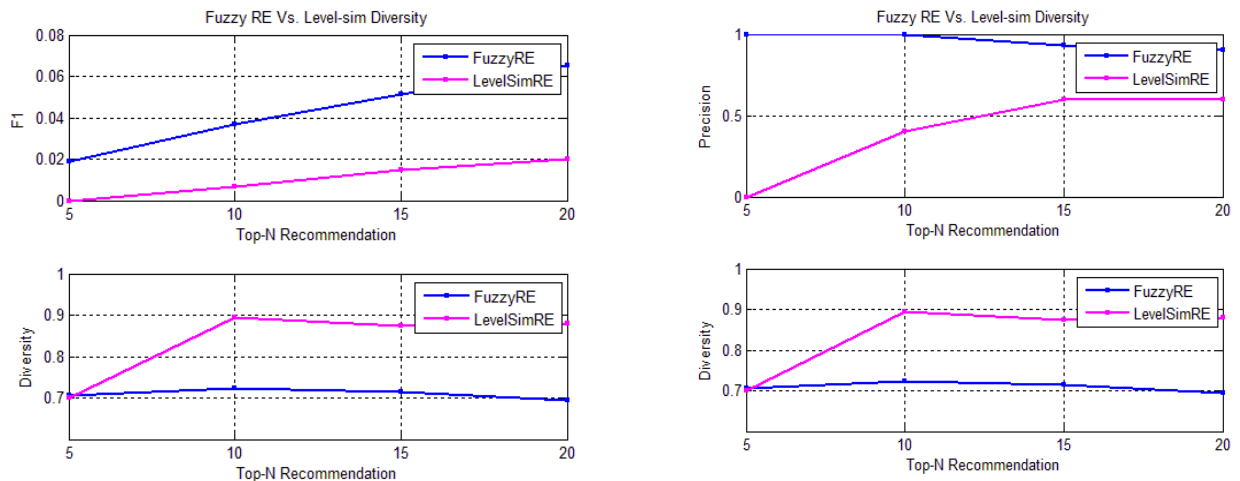 Fuzzy RE Vs. Level-sim Diversity
0.08
0.06
0.04
0.02
0
F1
5
10
15
20
Top-N Recommendation
FuzzyRE
LevelSimRE
Fuzzy RE Vs. Level-sim Diversity
1
0.5
0
Precision
5
10
15
20
Top-N Recommendation
FuzzyRE
LevelSimRE
1
0.9
0.8
0.7
Diversity
5
10
15
20
Top-N Recommendation
FuzzyRE
LevelSimRE
1
0.9
0.8
0.7
Diversity
5
10
15
20
Top-N Recommendation
FuzzyRE
LevelSimRE